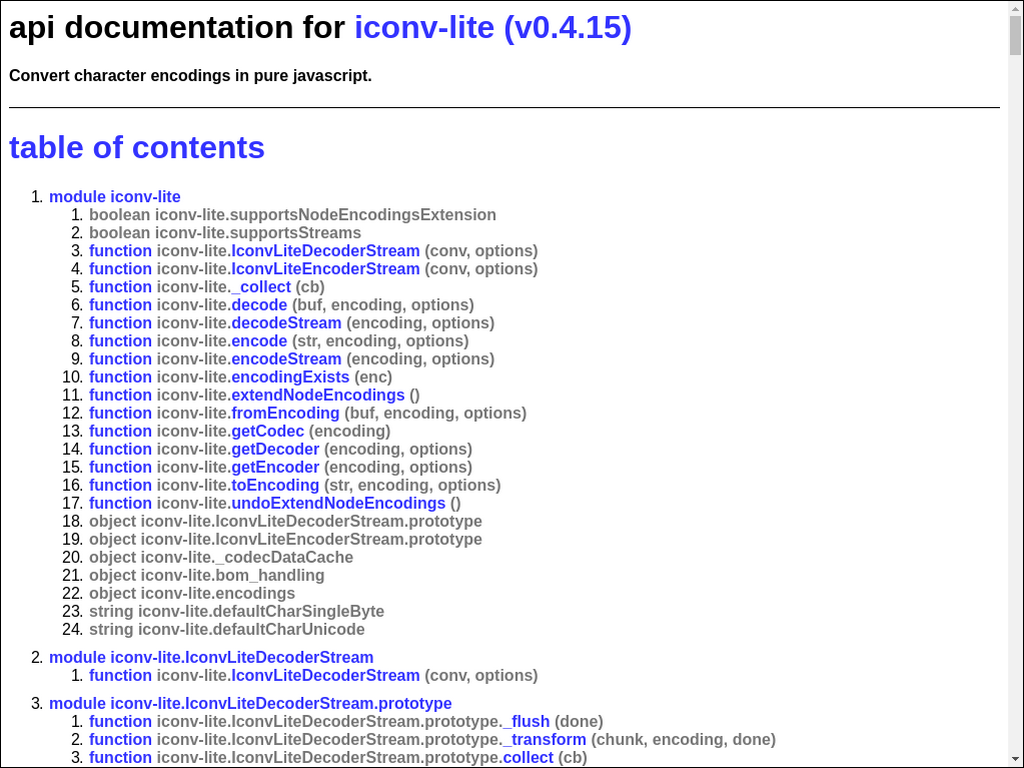 api documentation for iconv-lite (v0.4.15)
Convert character encodings in pure javascript.
table of contents
1. module iconv-lite
1. boolean iconv-lite.supportsNodeEncodingsExtension
2. boolean iconv-lite.supportsStreams
3. function iconv-lite.IconvLiteDecoderStream (conv, options)
4. function iconv-lite.IconvLiteEncoderStream (conv, options)
5. function iconv-lite._collect (cb)
6. function iconv-lite.decode (buf, encoding, options)
7. function iconv-lite.decodeStream (encoding, options)
8. function iconv-lite.encode (str, encoding, options)
9. function iconv-lite.encodeStream (encoding, options)
10. function iconv-lite.encodingExists (enc)
11. function iconv-lite.extendNodeEncodings ()
12. function iconv-lite.fromEncoding (buf, encoding, options)
13. function iconv-lite.getCodec (encoding)
14. function iconv-lite.getDecoder (encoding, options)
15. function iconv-lite.getEncoder (encoding, options)
16. function iconv-lite.toEncoding (str, encoding, options)
17. function iconv-lite.undoExtendNodeEncodings ()
18. object iconv-lite.IconvLiteDecoderStream.prototype
19. object iconv-lite.IconvLiteEncoderStream.prototype
20. object iconv-lite._codecDataCache
21. object iconv-lite.bom_handling
22. object iconv-lite.encodings
23. string iconv-lite.defaultCharSingleByte
24. string iconv-lite.defaultCharUnicode
2. module iconv-lite.IconvLiteDecoderStream
1. function iconv-lite.IconvLiteDecoderStream (conv, options)
3. module iconv-lite.IconvLiteDecoderStream.prototype
1. function iconv-lite.IconvLiteDecoderStream.prototype._flush (done)
2. function iconv-lite.IconvLiteDecoderStream.prototype._transform (chunk, encoding, done)
3. function iconv-lite.IconvLiteDecoderStream.prototype.collect (cb)